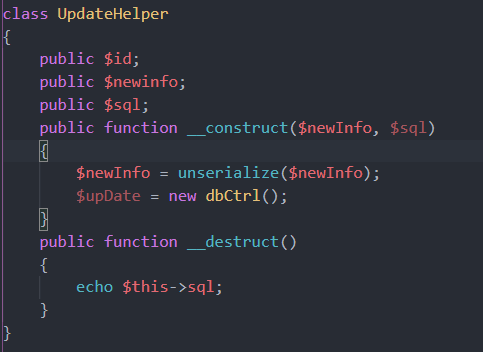 class UpdateHelper
{
    public $id;
    public $newinfo;
    public $sql;
    public function __construct($newInfo, $sql)
    {
        $newInfo = unserialize($newInfo);
        $upDate = new dbCtrl();
    }
    public function __destruct()
    {
        echo $this->sql;
    }
}